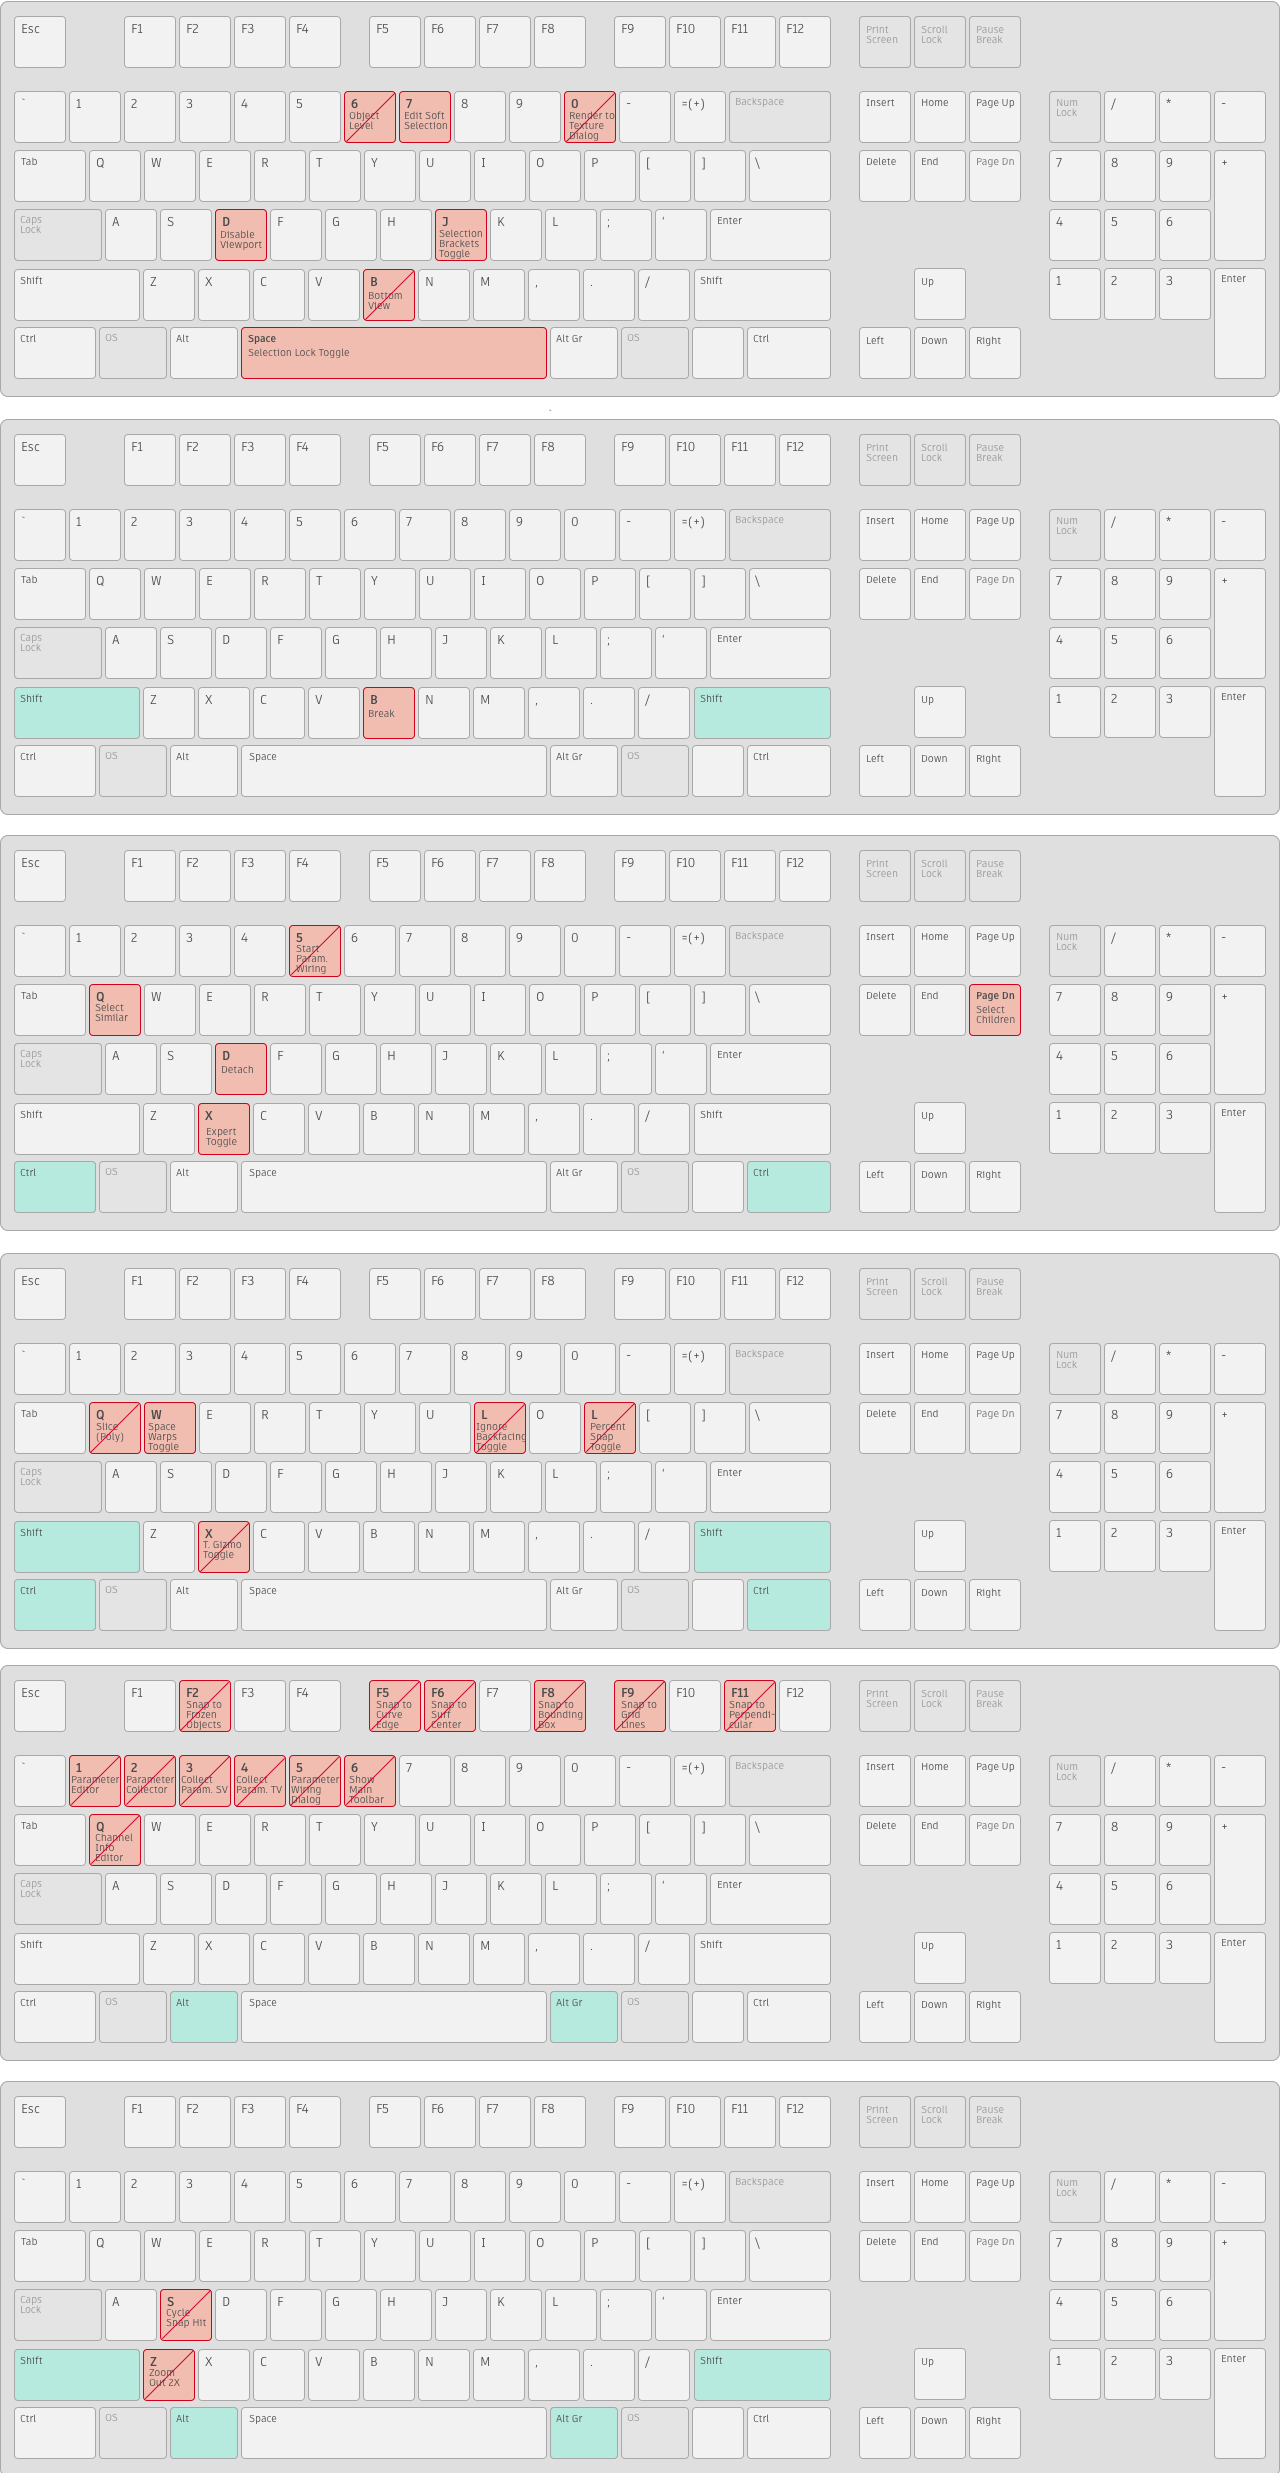 Esc F1 F2 F3 F4 F5 F6 F7 F8 F9 F10 F11 F12 Print Scroll Pause
Screen Lock Break
` 1 2 3 4 5 6 7 8 9 0 - =(+) Backspace Insert Home Page Up Num / * -
Object Edit Soft Render to Lock
Level Selection Texture
Dialog
Tab Q W E R T Y U I O P [ ] \ Delete End Page Dn 7 8 9 +
Caps A S D F G H J K L ; ' Enter 4 5 6
Lock Disable Selection
Viewport Brackets
Toggle
Shift Z X C V B N M , . / Shift Up 1 2 3 Enter
Bottom
View
Ctrl OS Alt Space Alt Gr OS Ctrl Left Down Right
Selection Lock Toggle
Esc F1 F2 F3 F4 F5 F6 F7 F8 F9 F10 F11 F12 Print Scroll Pause
Screen Lock Break
` 1 2 3 4 5 6 7 8 9 0 - =(+) Backspace Insert Home Page Up Num / * -
Lock
Tab Q W E R T Y U I O P [ ] \ Delete End Page Dn 7 8 9 +
Caps A S D F G H J K L ; ' Enter 4 5 6
Lock
Shift Z X C V B N M , . / Shift Up 1 2 3 Enter
Break
Ctrl OS Alt Space Alt Gr OS Ctrl Left Down Right
Esc F1 F2 F3 F4 F5 F6 F7 F8 F9 F10 F11 F12 Print Scroll Pause
Screen Lock Break
` 1 2 3 4 5 6 7 8 9 0 - =(+) Backspace Insert Home Page Up Num / * -
Start Lock
Param.
Wiring
Tab Q W E R T Y U I O P [ ] \ Delete End Page Dn 7 8 9 +
Select Select
Similar Children
Caps A S D F G H J K L ; ' Enter 4 5 6
Lock Detach
Shift Z X C V B N M , . / Shift Up 1 2 3 Enter
Expert
Toggle
Ctrl OS Alt Space Alt Gr OS Ctrl Left Down Right
Esc F1 F2 F3 F4 F5 F6 F7 F8 F9 F10 F11 F12 Print Scroll Pause
Screen Lock Break
` 1 2 3 4 5 6 7 8 9 0 - =(+) Backspace Insert Home Page Up Num / * -
Lock
Tab Q W E R T Y U L O L [ ] \ Delete End Page Dn 7 8 9 +
Slice Space Ignore Percent
(Poly) Warps Backfacing Snap
Toggle Toggle Toggle
Caps A S D F G H J K L ; ' Enter 4 5 6
Lock
Shift Z X C V B N M , . / Shift Up 1 2 3 Enter
T. Gizmo
Toggle
Ctrl OS Alt Space Alt Gr OS Ctrl Left Down Right
Esc F1 F2 F3 F4 F5 F6 F7 F8 F9 F10 F11 F12 Print Scroll Pause
Snap to Snap to Snap to Snap to Snap to Snap to Screen Lock Break
Frozen Curve Surf Bounding Grid Perpendi-
Objects Edge Center Box Lines cular
` 1 2 3 4 5 6 7 8 9 0 - =(+) Backspace Insert Home Page Up Num / * -
Parameter Parameter Collect Collect Parameter Show Lock
Editor Collector Param. SV Param. TV Wiring Main
Dialog Toolbar
Tab Q W E R T Y U I O P [ ] \ Delete End Page Dn 7 8 9 +
Channel
Info
Editor
Caps A S D F G H J K L ; ' Enter 4 5 6
Lock
Shift Z X C V B N M , . / Shift Up 1 2 3 Enter
Ctrl OS Alt Space Alt Gr OS Ctrl Left Down Right
Esc F1 F2 F3 F4 F5 F6 F7 F8 F9 F10 F11 F12 Print Scroll Pause
Screen Lock Break
` 1 2 3 4 5 6 7 8 9 0 - =(+) Backspace Insert Home Page Up Num / * -
Lock
Tab Q W E R T Y U I O P [ ] \ Delete End Page Dn 7 8 9 +
Caps A S D F G H J K L ; ' Enter 4 5 6
Lock Cycle
Snap Hit
Shift Z X C V B N M , . / Shift Up 1 2 3 Enter
Zoom
Out 2X
Ctrl OS Alt Space Alt Gr OS Ctrl Left Down Right